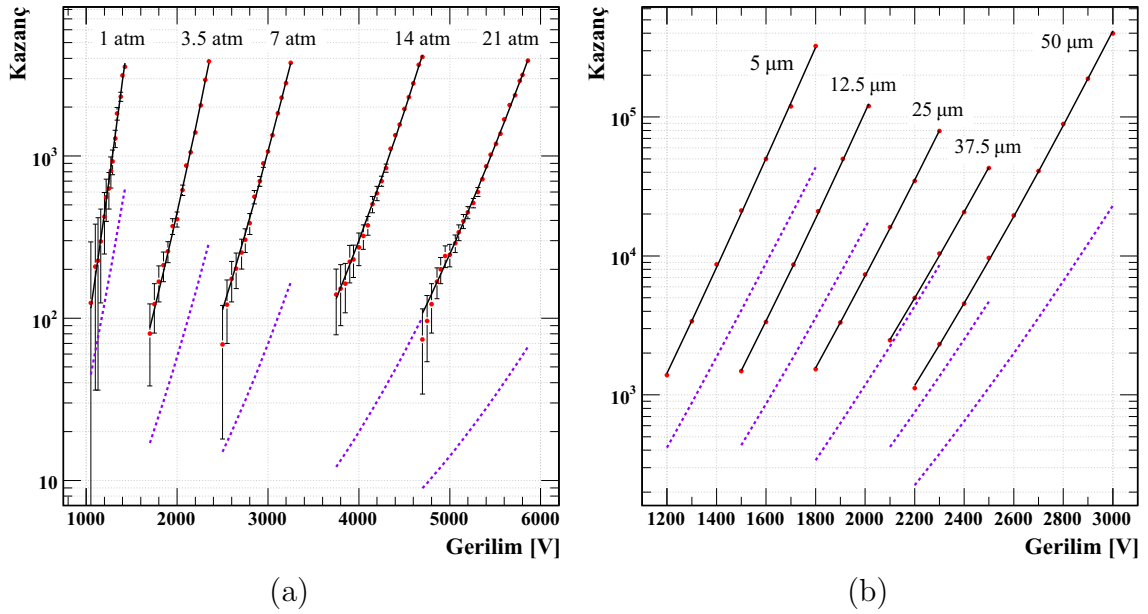 Kazanç
1 atm 3.5 atm 7 atm 14 atm 21 atm
10³
10²
10
1000 2000 3000 4000 5000 6000
Gerilim [V]
(a)
Kazanç
5 µm
12.5 µm
25 µm
37.5 µm
50 µm
10⁵
10⁴
10³
1200 1400 1600 1800 2000 2200 2400 2600 2800 3000
Gerilim [V]
(b)